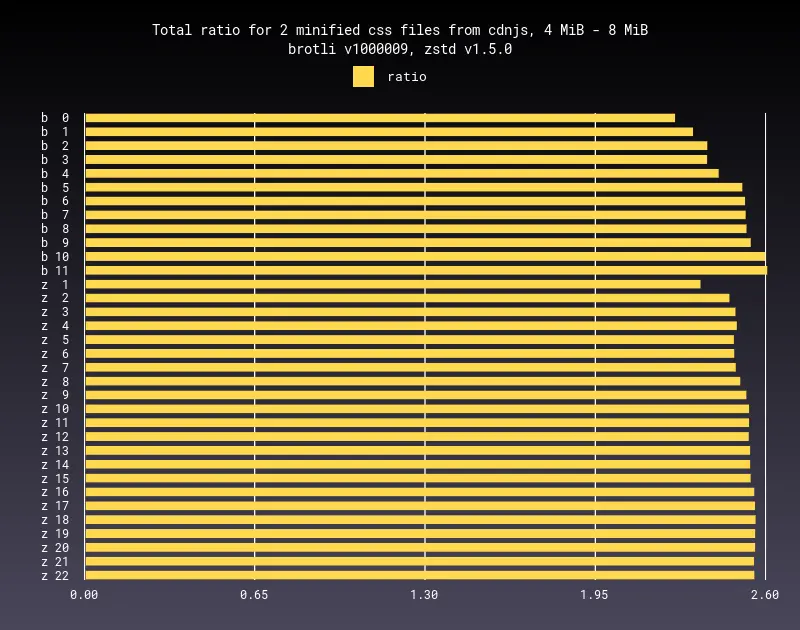 Total ratio for 2 minified css files from cdnjs, 4 MiB - 8 MiB
brotli v1000009, zstd v1.5.0
ratio
b 0
b 1
b 2
b 3
b 4
b 5
b 6
b 7
b 8
b 9
b 10
b 11
z 1
z 2
z 3
z 4
z 5
z 6
z 7
z 8
z 9
z 10
z 11
z 12
z 13
z 14
z 15
z 16
z 17
z 18
z 19
z 20
z 21
z 22
0.00 0.65 1.30 1.95 2.60